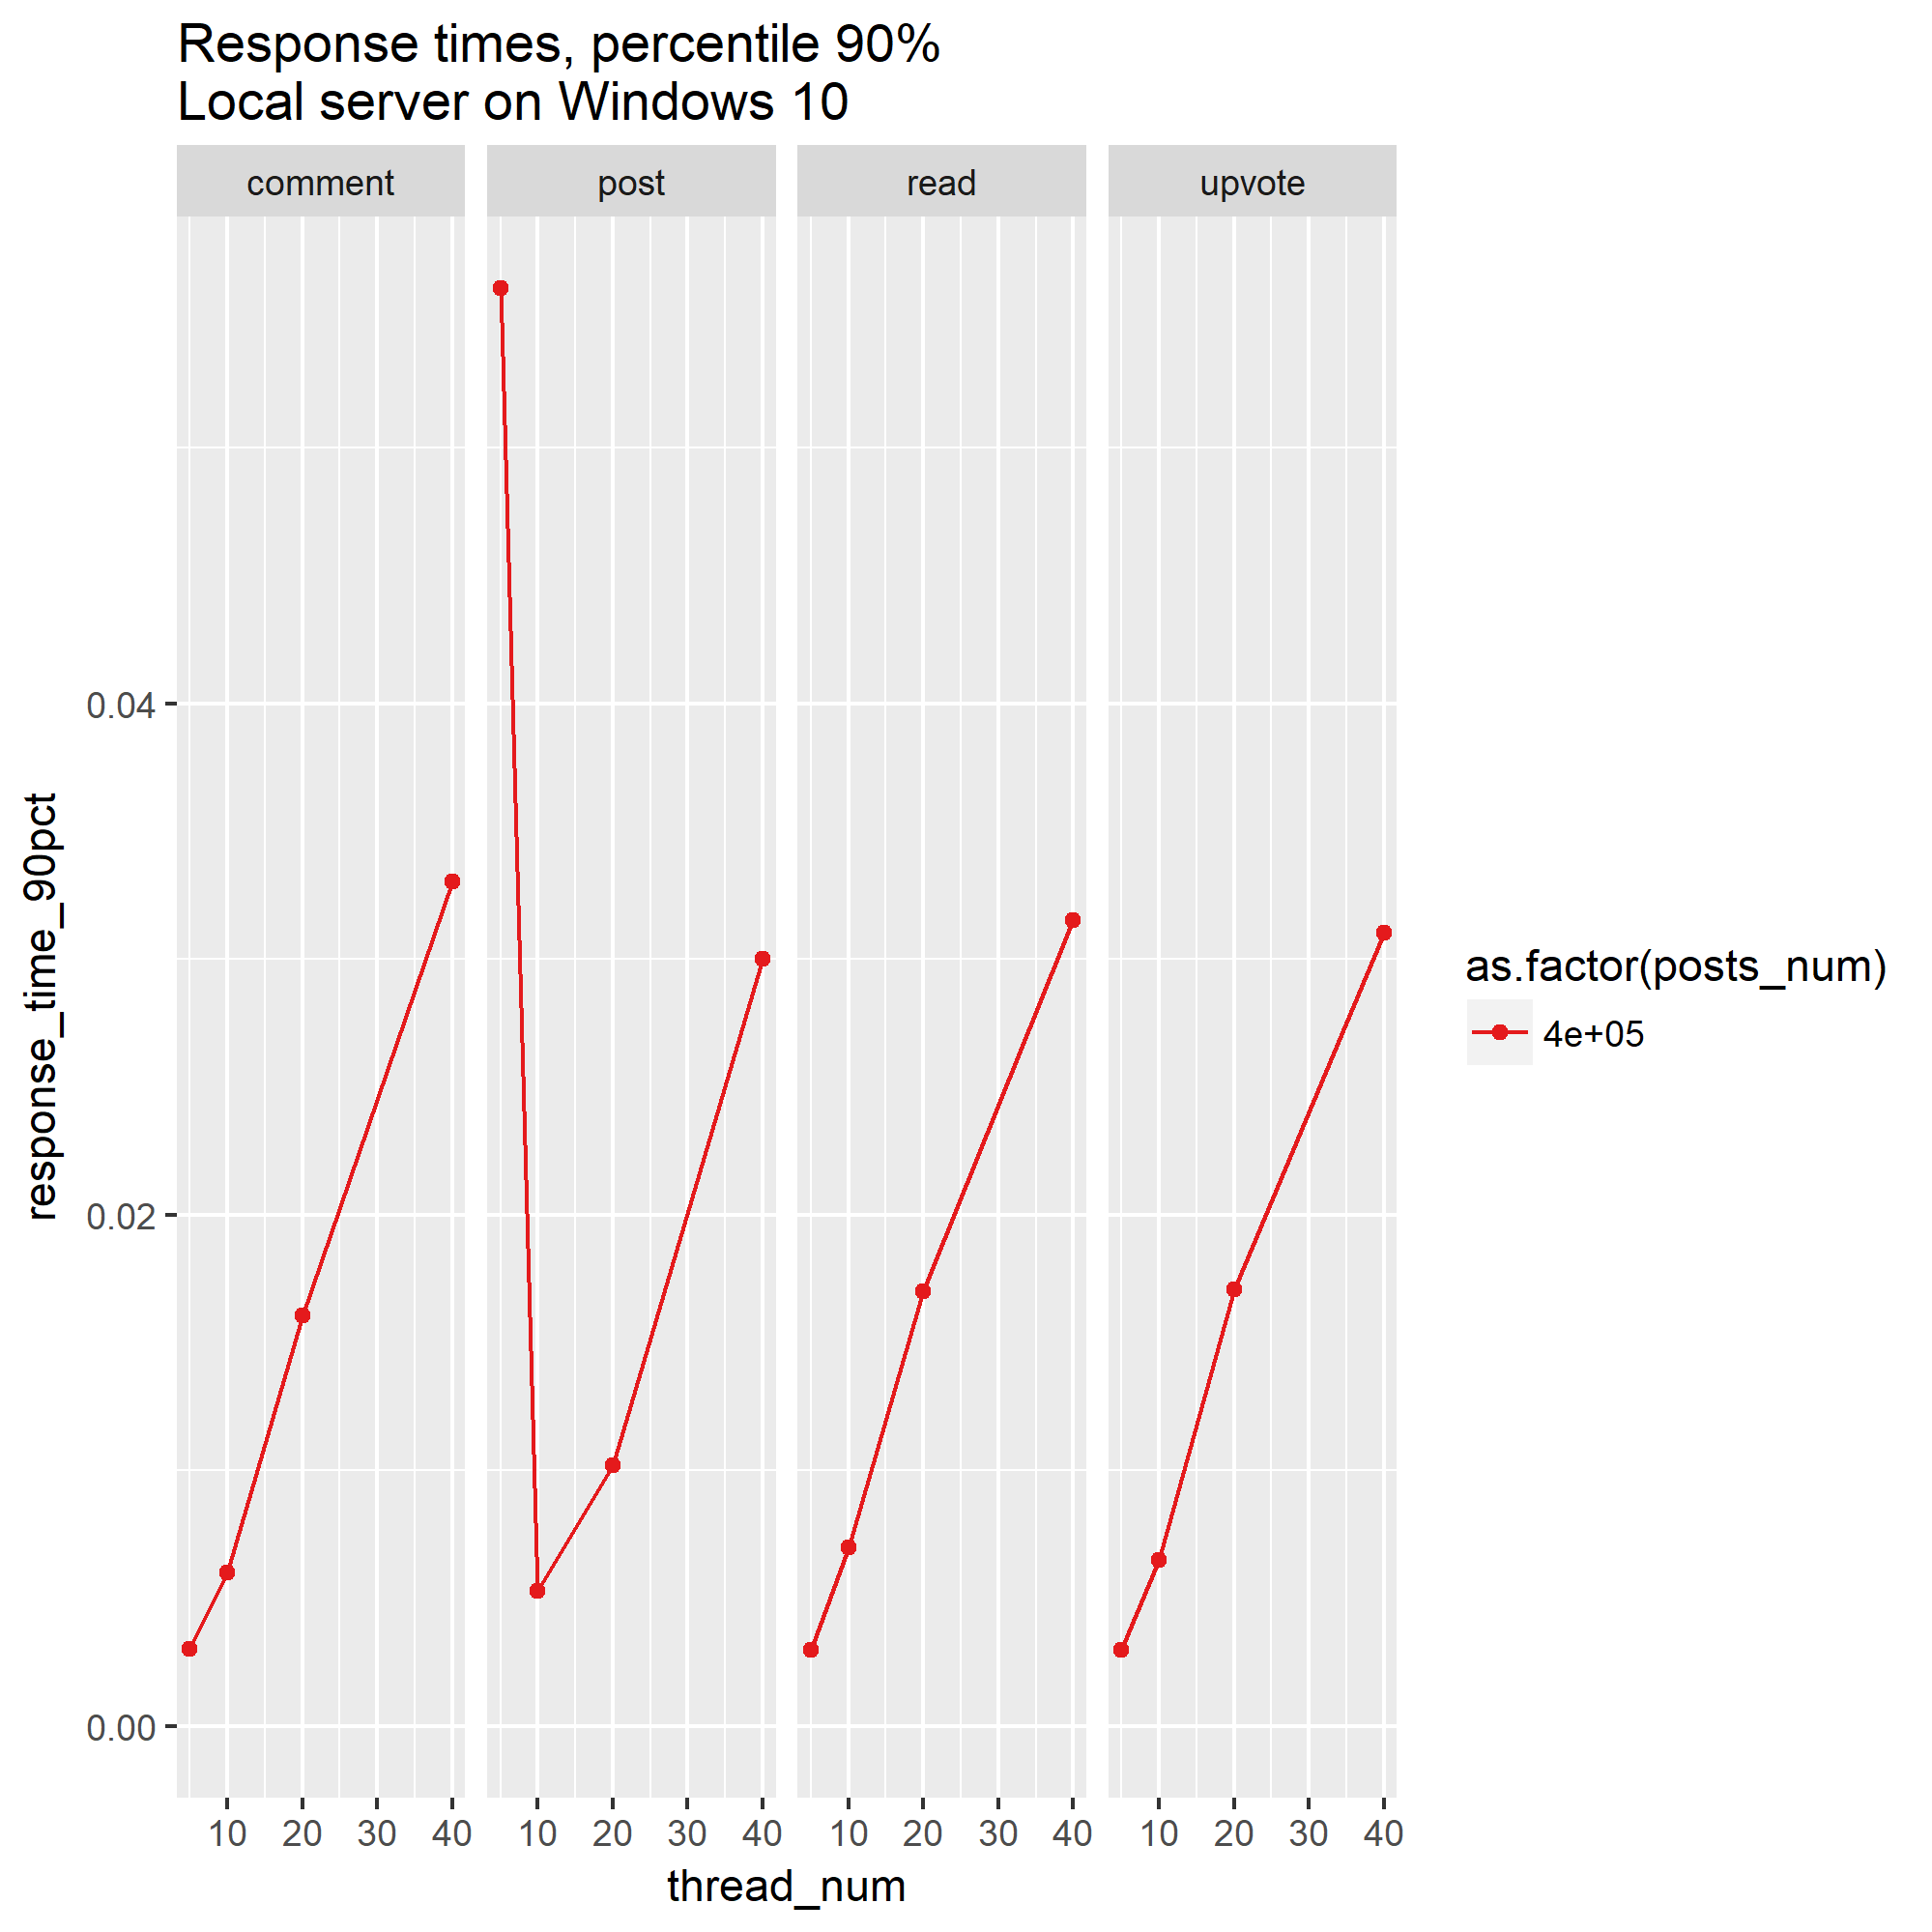 Response times, percentile 90%
Local server on Windows 10
comment post read upvote
0.04
0.02
0.00
response_time_90pct
10 20 30 40 10 20 30 40 10 20 30 40 10 20 30 40
thread_num
as.factor(posts_num)
4e+05